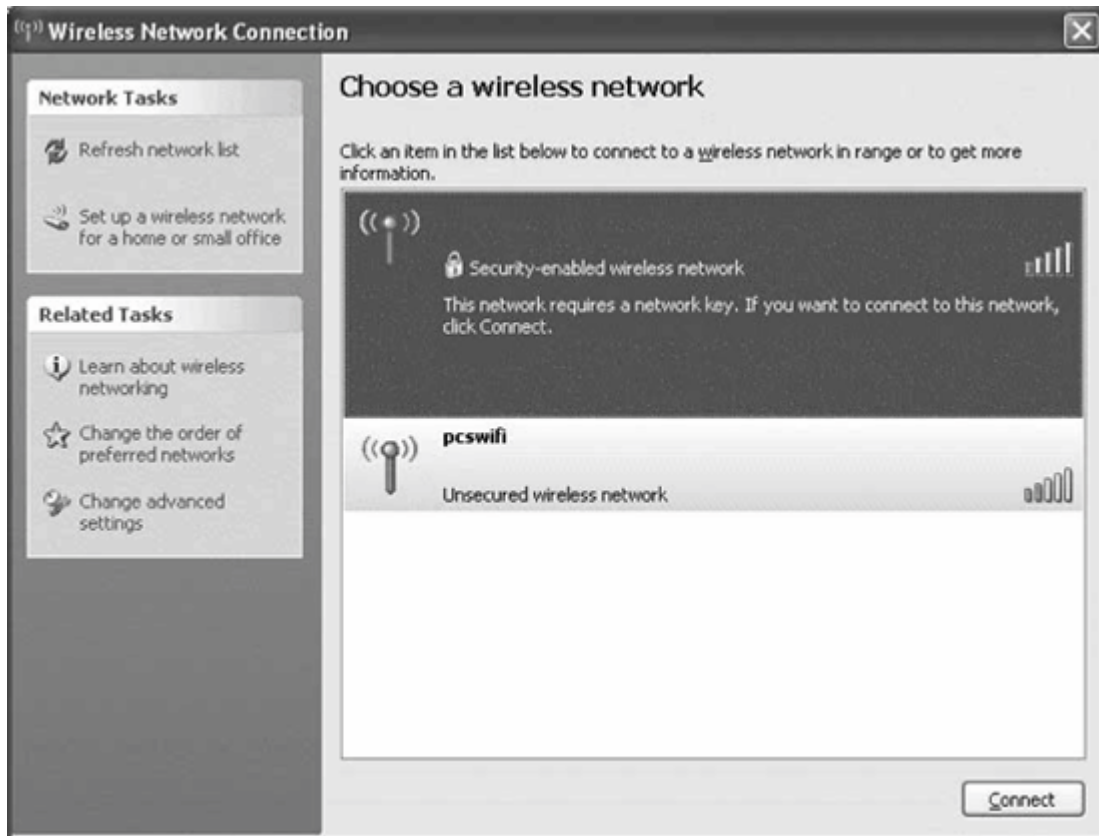 Wireless Network Connection
Network Tasks
Refresh network list
Set up a wireless network
for a home or small office
Related Tasks
Learn about wireless
networking
Change the order of
preferred networks
Change advanced
settings
Choose a wireless network
Click an item in the list below to connect to a wireless network in range or to get more
information.
Security-enabled wireless network
This network requires a network key. If you want to connect to this network,
click Connect.
pcswifi
Unsecured wireless network
Connect